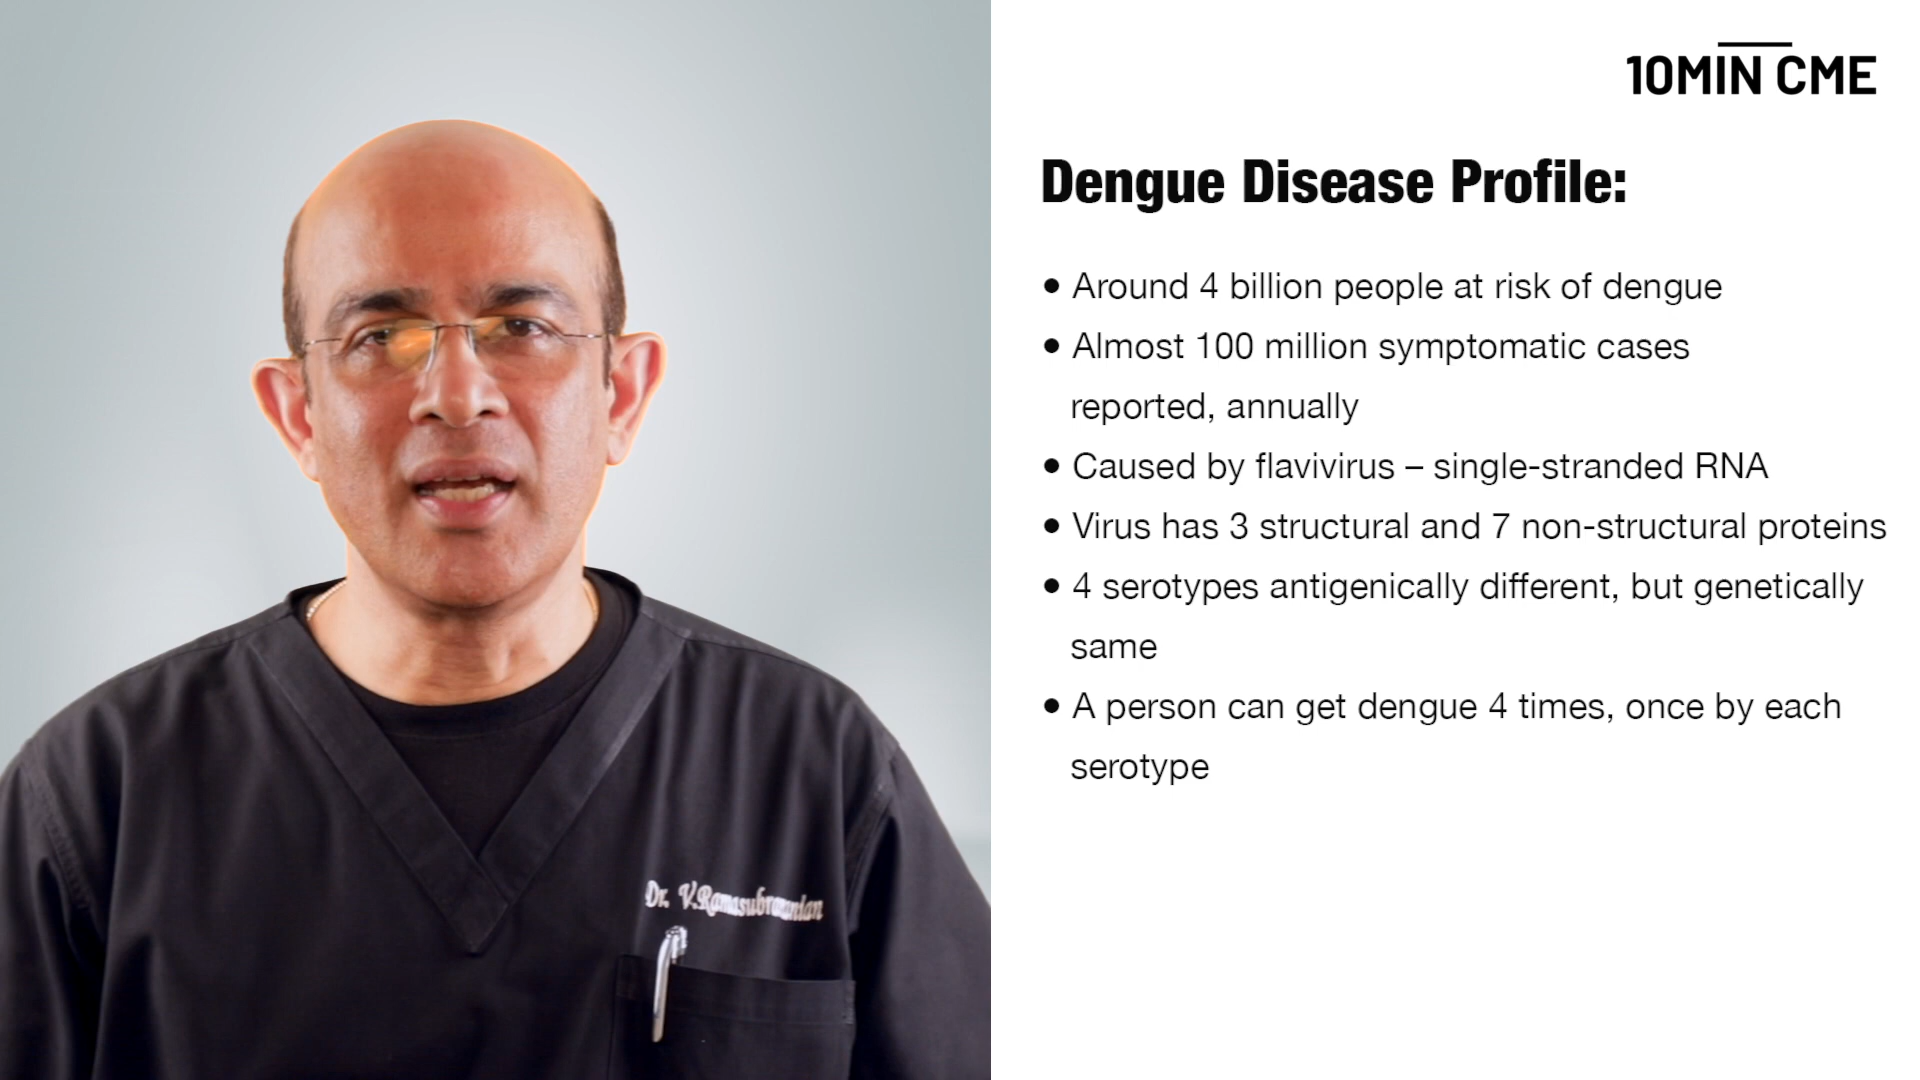 10MIN CME
Dengue Disease Profile:
• Around 4 billion people at risk of dengue
• Almost 100 million symptomatic cases
reported, annually
• Caused by flavivirus – single-stranded RNA
• Virus has 3 structural and 7 non-structural proteins
• 4 serotypes antigenically different, but genetically
same
• A person can get dengue 4 times, once by each
serotype
Dr. V.Ramasubramanian